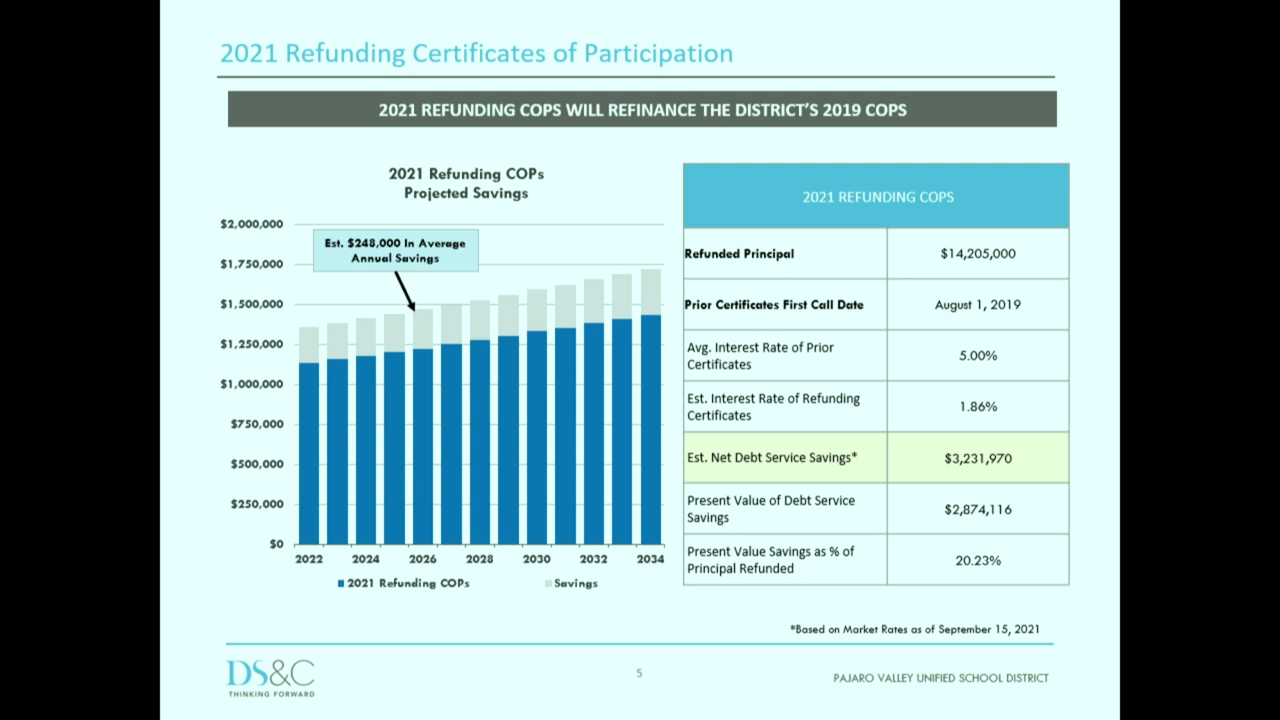 2021 Refunding Certificates of Participation
2021 REFUNDING COPS WILL REFINANCE THE DISTRICT'S 2019 COPS
2021 Refunding COPs
Projected Savings
$2,000,000
$1,750,000
$1,500,000
$1,250,000
$1,000,000
$750,000
$500,000
$250,000
$0
Est. $248,000 In Average
Annual Savings
2022 2024 2026 2028 2030 2032 2034
2021 Refunding COPs Savings
2021 REFUNDING COPS
Refunded Principal $14,205,000
Prior Certificates First Call Date August 1, 2019
Avg. Interest Rate of Prior
Certificates 5.00%
Est. Interest Rate of Refunding
Certificates 1.86%
Est. Net Debt Service Savings* $3,231,970
Present Value of Debt Service
Savings $2,874,116
Present Value Savings as % of
Principal Refunded 20.23%
*Based on Market Rates as of September 15, 2021
DS&C
THINKING FORWARD
5
PAJARO VALLEY UNIFIED SCHOOL DISTRICT